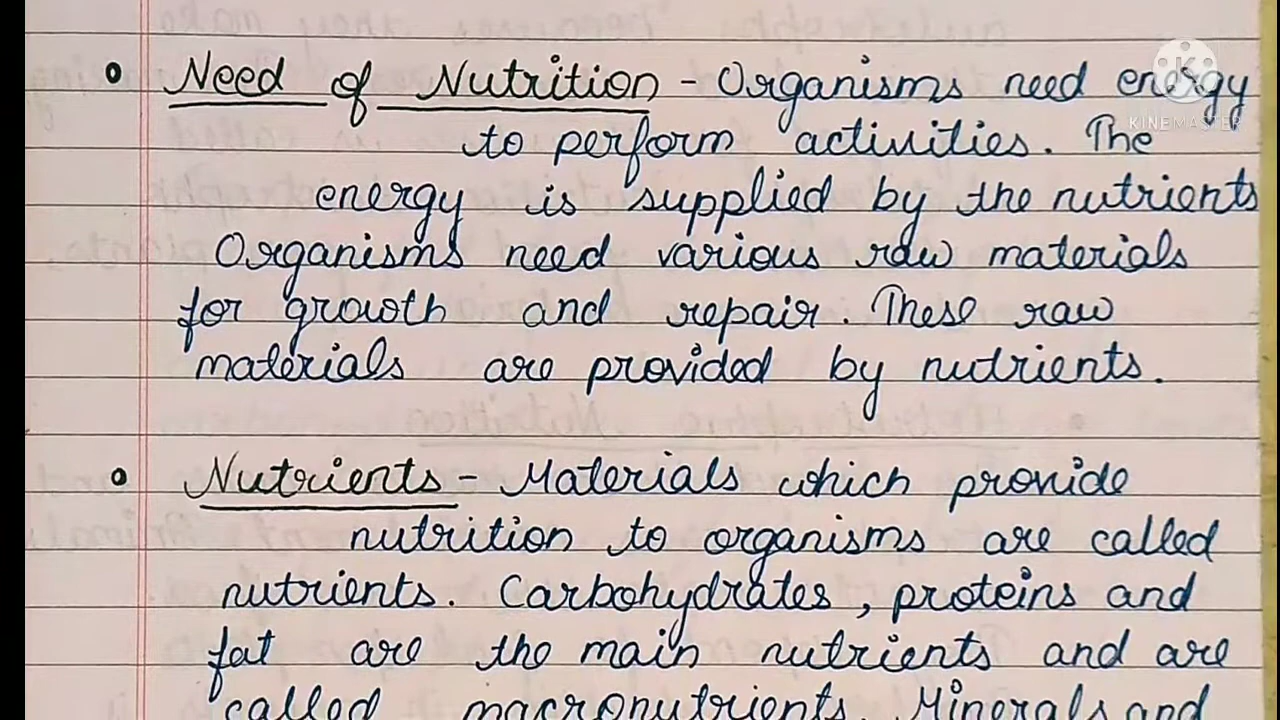 Need of Nutrition - Organisms need energy
to perform activities. The
energy is supplied by the nutrients
Organisms need various raw materials
for growth and repair. These raw
materials are provided by nutrients.
Nutrients - Materials which provide
nutrition to organisms are called
nutrients. Carbohydrates, proteins and
fat are the main nutrients and are
called macronutrients. Minerals and
KINEMASTER